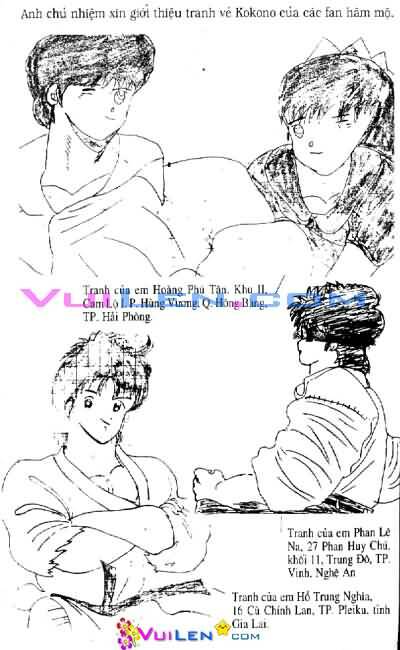 Anh chủ nhiệm xin giới thiệu tranh vẽ Kokono của các fan hâm mộ.
Tranh của em Hoàng Phú Tân, Khu II,
Cam Lộ I, P. Hùng Vương, Q. Hồng Bàng,
TP. Hải Phòng.
VUILEN.COM
Tranh của em Phan Lê
Na, 27 Phan Huy Chú,
khối 11, Trung Đô, TP.
Vinh, Nghệ An
Tranh của em Hồ Trung Nghĩa,
16 Cù Chính Lan, TP. Pleiku, tỉnh
Gia Lai.
VUILEN.COM